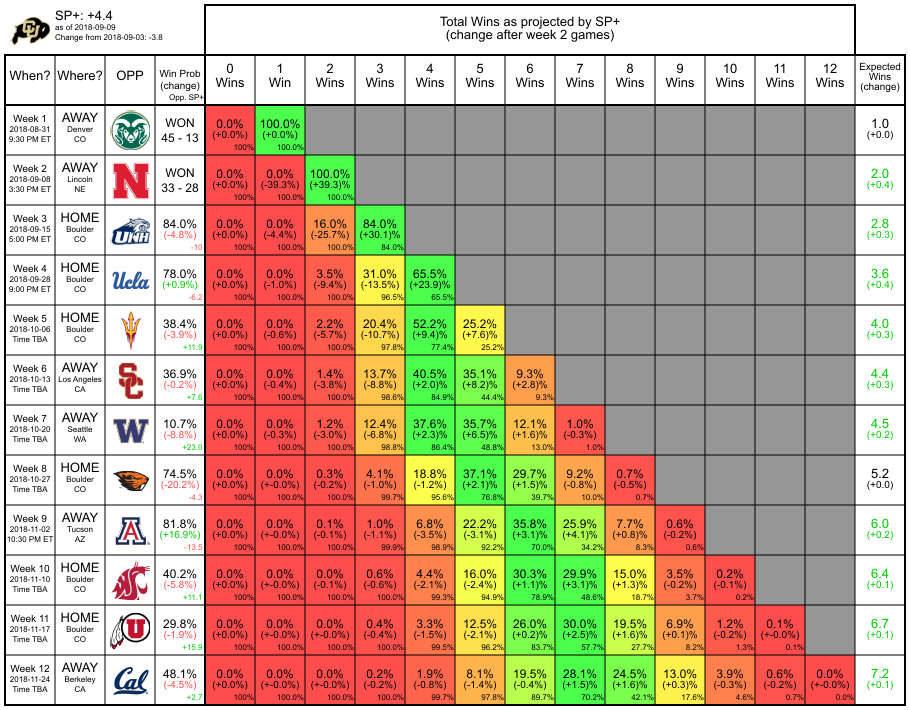 SP+: +4.4
as of 2018-09-09
Change from 2018-09-03: -3.8
Total Wins as projected by SP+
(change after week 2 games)
When? Where? OPP Win Prob (change) Opp. SP+ 0 Wins 1 Win 2 Wins 3 Wins 4 Wins 5 Wins 6 Wins 7 Wins 8 Wins 9 Wins 10 Wins 11 Wins 12 Wins Expected Wins (change)
Week 1 AWAY WON 0.0% 100.0% 1.0
2018-08-31 Denver 45 - 13 (+0.0%) (+0.0%) (+0.0)
9:30 PM ET CO 100% 100.0%
Week 2 AWAY N WON 0.0% 0.0% 100.0% 2.0
2018-09-08 Lincoln 33 - 28 (+0.0%) (-39.3%) (+39.3)% (+0.4)
3:30 PM ET NE 100% 100.0% 100.0%
Week 3 HOME UNH 84.0% 0.0% 0.0% 16.0% 84.0% 2.8
2018-09-15 Boulder (-4.8%) (+0.0%) (-4.4%) (-25.7%) (+30.1)% (+0.3)
5:00 PM ET CO -10 100% 100.0% 100.0% 84.0%
Week 4 HOME Ucla 78.0% 0.0% 0.0% 3.5% 31.0% 65.5% 3.6
2018-09-28 Boulder (+0.9%) (+0.0%) (-1.0%) (-9.4%) (-13.5%) (+23.9)% (+0.4)
9:00 PM ET CO -6.2 100% 100.0% 100.0% 96.5% 65.5%
Week 5 HOME 38.4% 0.0% 0.0% 2.2% 20.4% 52.2% 25.2% 4.0
2018-10-06 Boulder (-3.9%) (+0.0%) (-0.6%) (-5.7%) (-10.7%) (+9.4)% (+7.6)% (+0.3)
Time TBA CO +11.9 100% 100.0% 100.0% 97.8% 77.4% 25.2%
Week 6 AWAY SC 36.9% 0.0% 0.0% 1.4% 13.7% 40.5% 35.1% 9.3% 4.4
2018-10-13 Los Angeles (-0.2%) (+0.0%) (-0.4%) (-3.8%) (-8.8%) (+2.0)% (+8.2)% (+2.8)% (+0.3)
Time TBA CA +7.6 100% 100.0% 100.0% 98.6% 84.9% 44.4% 9.3%
Week 7 AWAY W 10.7% 0.0% 0.0% 1.2% 12.4% 37.6% 35.7% 12.1% 1.0% 4.5
2018-10-20 Seattle (-8.8%) (+0.0%) (-0.3%) (-3.0%) (-6.8%) (+2.3)% (+6.5)% (+1.6)% (-0.3%) (+0.2)
Time TBA WA +23.0 100% 100.0% 100.0% 98.8% 86.4% 48.8% 13.0% 1.0%
Week 8 HOME 74.5% 0.0% 0.0% 0.3% 4.1% 18.8% 37.1% 29.7% 9.2% 0.7% 5.2
2018-10-27 Boulder (-20.2%) (+0.0%) (+-0.0%) (-0.2%) (-1.0%) (-1.2%) (+2.1)% (+1.5)% (-0.8%) (-0.5%) (+0.0)
Time TBA CO -4.3 100% 100.0% 100.0% 99.7% 95.6% 76.8% 39.7% 10.0% 0.7%
Week 9 AWAY A 81.8% 0.0% 0.0% 0.1% 1.0% 6.8% 22.2% 35.8% 25.9% 7.7% 0.6% 6.0
2018-11-02 Tucson (+16.9%) (+0.0%) (+-0.0%) (-0.1%) (-1.1%) (-3.5%) (-3.1%) (+3.1)% (+4.1)% (+0.8)% (-0.2%) (+0.2)
10:30 PM ET AZ -13.5 100% 100.0% 100.0% 99.9% 98.9% 92.2% 70.0% 34.2% 8.3% 0.6%
Week 10 HOME 40.2% 0.0% 0.0% 0.0% 0.6% 4.4% 16.0% 30.3% 29.9% 15.0% 3.5% 0.2% 6.4
2018-11-10 Boulder (-5.8%) (+0.0%) (+-0.0%) (-0.1%) (-0.6%) (-2.1%) (-2.4%) (+1.1)% (+3.1)% (+1.3)% (-0.2%) (-0.1%) (+0.1)
Time TBA CO +11.1 100% 100.0% 100.0% 100.0% 99.3% 94.9% 78.9% 48.6% 18.7% 3.7% 0.2%
Week 11 HOME U 29.8% 0.0% 0.0% 0.0% 0.4% 3.3% 12.5% 26.0% 30.0% 19.5% 6.9% 1.2% 0.1% 6.7
2018-11-17 Boulder (-1.9%) (+0.0%) (+-0.0%) (+-0.0%) (-0.4%) (-1.5%) (-2.1%) (+0.2)% (+2.5)% (+1.6)% (+0.1)% (-0.2%) (+-0.0%) (+0.1)
Time TBA CO +15.9 100% 100.0% 100.0% 100.0% 99.5% 96.2% 83.7% 57.7% 27.7% 8.2% 1.3% 0.1%
Week 12 AWAY Cal 48.1% 0.0% 0.0% 0.0% 0.2% 1.9% 8.1% 19.5% 28.1% 24.5% 13.0% 3.9% 0.6% 0.0% 7.2
2018-11-24 Berkeley (-4.5%) (+0.0%) (+-0.0%) (+-0.0%) (-0.2%) (-0.8%) (-1.4%) (-0.4%) (+1.5)% (+1.6)% (+0.3)% (-0.3%) (-0.2%) (+-0.0%) (+0.1)
Time TBA CA +2.7 100% 100.0% 100.0% 100.0% 99.7% 97.8% 89.7% 70.2% 42.1% 17.6% 4.6% 0.7% 0.0%